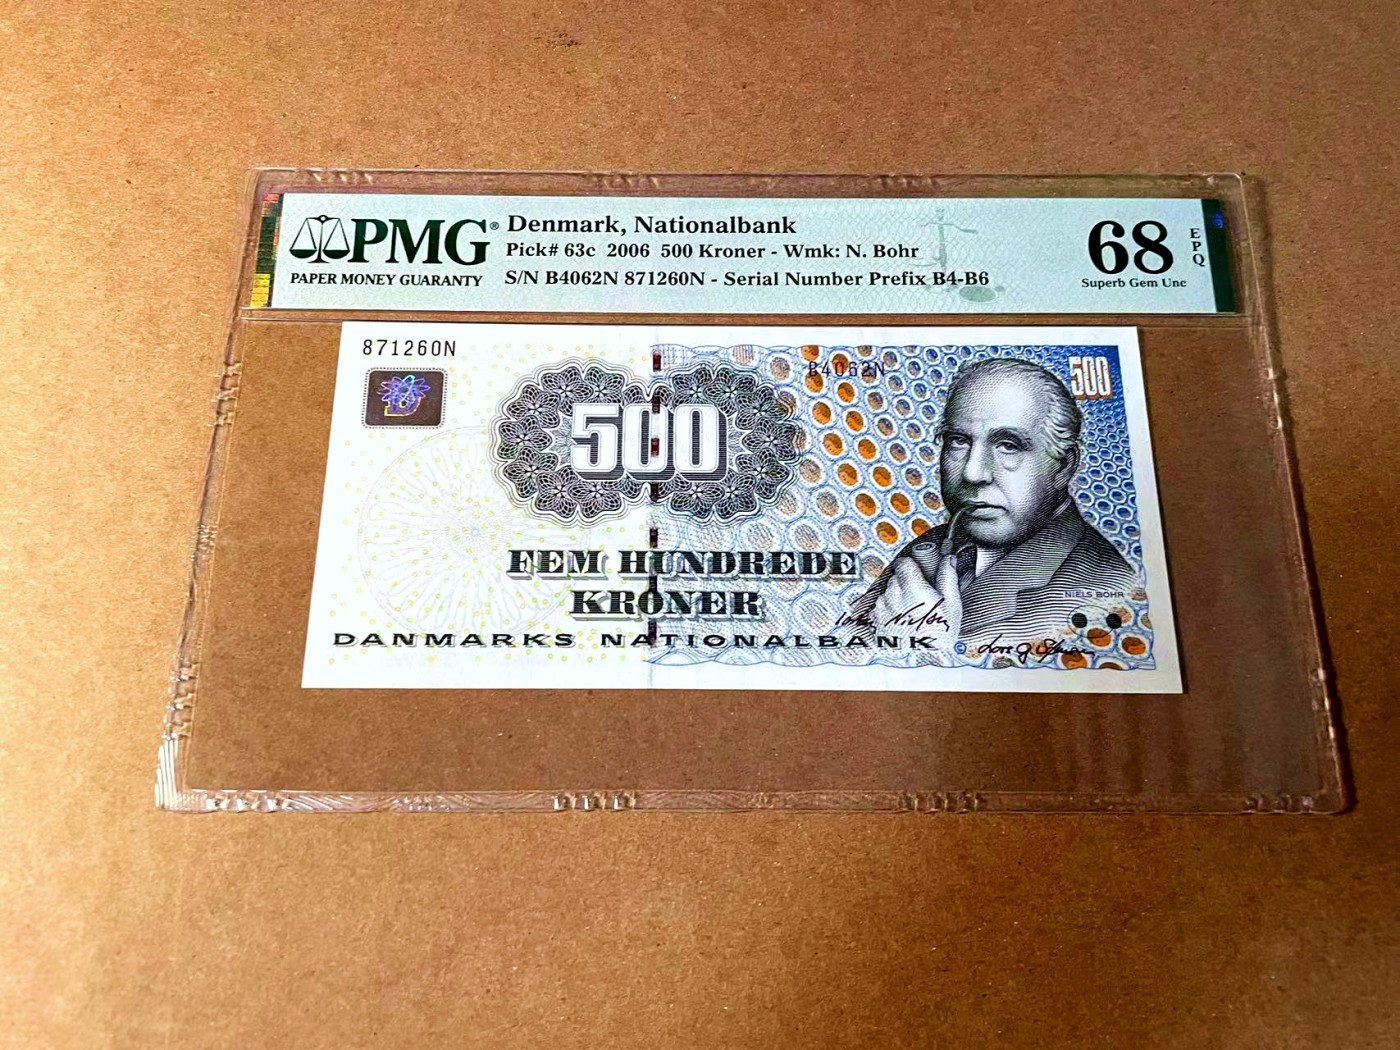 PMG®
PAPER MONEY GUARANTY
Denmark, Nationalbank
Pick# 63c 2006 500 Kroner - Wmk: N. Bohr
S/N B4062N 871260N - Serial Number Prefix B4-B6
68
EPQ
Superb Gem Unc
871260N
B4062N
500
500
FEM HUNDREDE
KRONER
NIELS BOHR
DANMARKS NATIONALBANK
©